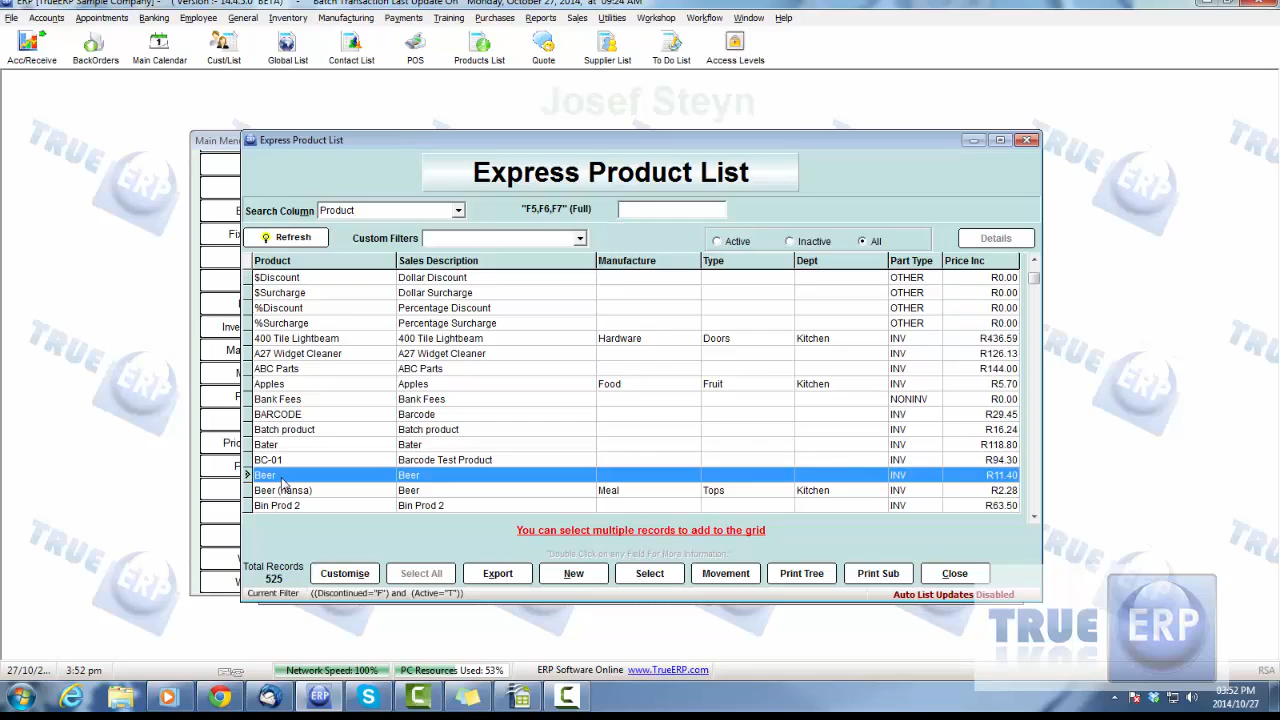 ERP [TrueERP Sample Company] ( Version :- 14.4.3.0 BETA) Batch Transaction Last Update On Monday, October 27, 2014, at 09:24 AM
File Accounts Appointments Banking Employee General Inventory Manufacturing Payments Training Purchases Reports Sales Utilities Workshop Workflow Window Help
Acc/Receive BackOrders Main Calendar Cust/List Global List Contact List POS Products List Quote Supplier List To Do List Access Levels
Josef Steyn
Main Menu Express Product List
Express Product List
Search Column Product "F5,F6,F7" (Full)
Refresh Custom Filters Active Inactive All Details
Product Sales Description Manufacture Type Dept Part Type Price Inc
$Discount Dollar Discount OTHER R0.00
$Surcharge Dollar Surcharge OTHER R0.00
%Discount Percentage Discount OTHER R0.00
%Surcharge Percentage Surcharge OTHER R0.00
400 Tile Lightbeam 400 Tile Lightbeam Hardware Doors Kitchen INV R436.59
A27 Widget Cleaner A27 Widget Cleaner INV R126.13
ABC Parts ABC Parts INV R144.00
Apples Apples Food Fruit Kitchen INV R5.70
Bank Fees Bank Fees NONINV R0.00
BARCODE Barcode INV R29.45
Batch product Batch product INV R16.24
Bater Bater INV R118.80
BC-01 Barcode Test Product INV R94.30
Beer Beer INV R11.40
Beer (hansa) Beer Meal Tops Kitchen INV R2.28
Bin Prod 2 Bin Prod 2 INV R63.50
You can select multiple records to add to the grid
"Double Click on any Field For More Information."
Total Records
525 Customise Select All Export New Select Movement Print Tree Print Sub Close
Current Filter ((Discontinued="F") and (Active="T")) Auto List Updates Disabled
TRUE ERP
27/10/2... 3:52 pm Network Speed: 100% PC Resources Used: 53% ERP Software Online www.TrueERP.com RSA
03:52 PM
2014/10/27